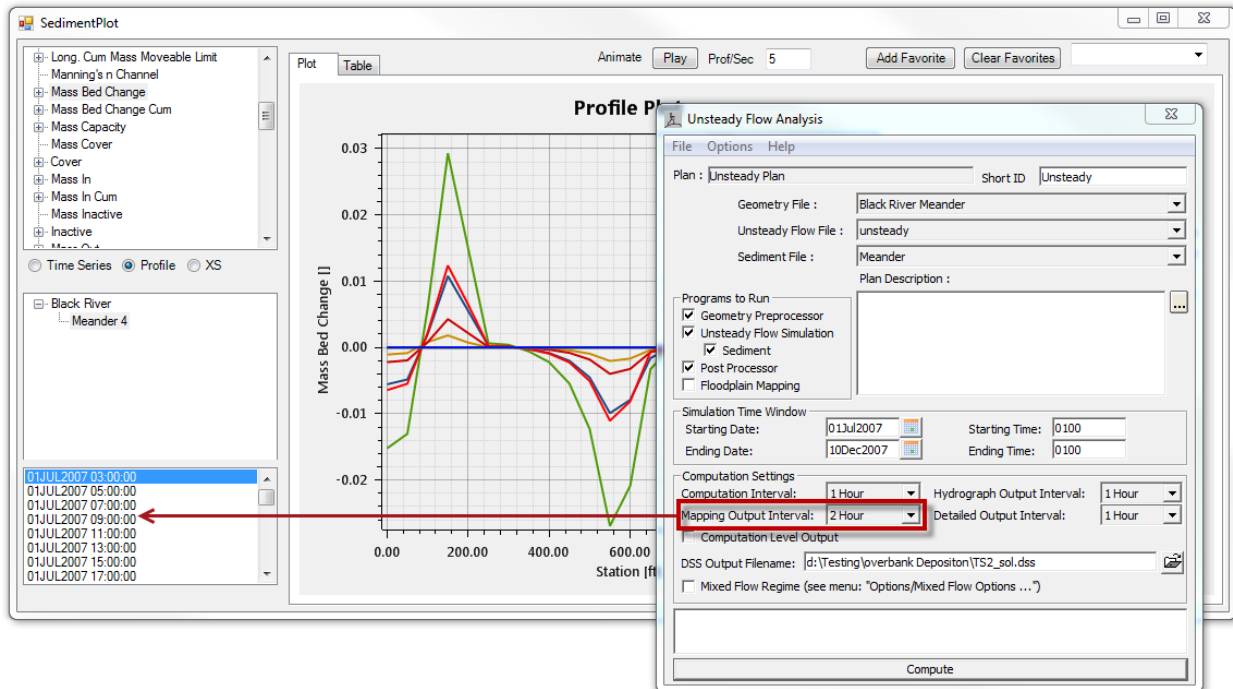 SedimentPlot
Long. Cum Mass Moveable Limit
Manning's n Channel
Mass Bed Change
Mass Bed Change Cum
Mass Capacity
Mass Cover
Cover
Mass In
Mass In Cum
Mass Inactive
Inactive
Time Series Profile XS
Black River
Meander 4
01JUL2007 03:00:00
01JUL2007 05:00:00
01JUL2007 07:00:00
01JUL2007 09:00:00
01JUL2007 11:00:00
01JUL2007 13:00:00
01JUL2007 15:00:00
01JUL2007 17:00:00
Plot Table
Animate Play Prof/Sec 5 Add Favorite Clear Favorites
Profile
Mass Bed Change []
0.03
0.02
0.01
0.00
-0.01
-0.02
0.00 200.00 400.00 600.00
Station [ft
Unsteady Flow Analysis
File Options Help
Plan : Unsteady Plan Short ID Unsteady
Geometry File : Black River Meander
Unsteady Flow File : unsteady
Sediment File : Meander
Plan Description :
Programs to Run
Geometry Preprocessor
Unsteady Flow Simulation
Sediment
Post Processor
Floodplain Mapping
...
Simulation Time Window
Starting Date: 01Jul2007 Starting Time: 0100
Ending Date: 10Dec2007 Ending Time: 0100
Computation Settings
Computation Interval: 1 Hour Hydrograph Output Interval: 1 Hour
Mapping Output Interval: 2 Hour Detailed Output Interval: 1 Hour
Computation Level Output
DSS Output Filename: d:\Testing\overbank Depositon\TS2_sol.dss
Mixed Flow Regime (see menu: "Options/Mixed Flow Options ...")
Compute